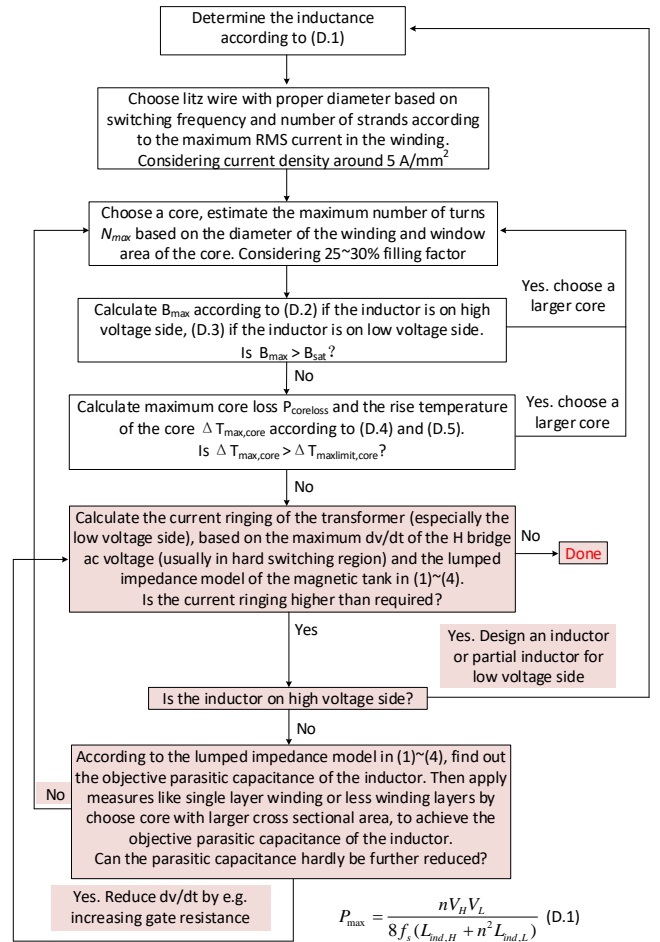 Determine the inductance
according to (D.1)
Choose litz wire with proper diameter based on
switching frequency and number of strands according
to the maximum RMS current in the winding.
Considering current density around 5 A/mm²
Choose a core, estimate the maximum number of turns
Nmax based on the diameter of the winding and window
area of the core. Considering 25~30% filling factor
Yes. choose a
larger core
Calculate Bmax according to (D.2) if the inductor is on high
voltage side, (D.3) if the inductor is on low voltage side.
Is Bmax > Bsat?
No
Calculate maximum core loss Pcoreloss and the rise temperature
of the core ΔTmax,core according to (D.4) and (D.5).
Is ΔTmax,core > ΔTmaxlimit,core?
Yes. choose a
larger core
No
Calculate the current ringing of the transformer (especially the
low voltage side), based on the maximum dv/dt of the H bridge
ac voltage (usually in hard switching region) and the lumped
impedance model of the magnetic tank in (1)~(4).
Is the current ringing higher than required?
No
Done
Yes
Yes. Design an inductor
or partial inductor for
low voltage side
Is the inductor on high voltage side?
No
According to the lumped impedance model in (1)~(4), find out
the objective parasitic capacitance of the inductor. Then apply
measures like single layer winding or less winding layers by
choose core with larger cross sectional area, to achieve the
objective parasitic capacitance of the inductor.
Can the parasitic capacitance hardly be further reduced?
No
Yes. Reduce dv/dt by e.g.
increasing gate resistance
Pmax = nVHVL / 8fs(Lind,H + n²Lind,L) (D.1)